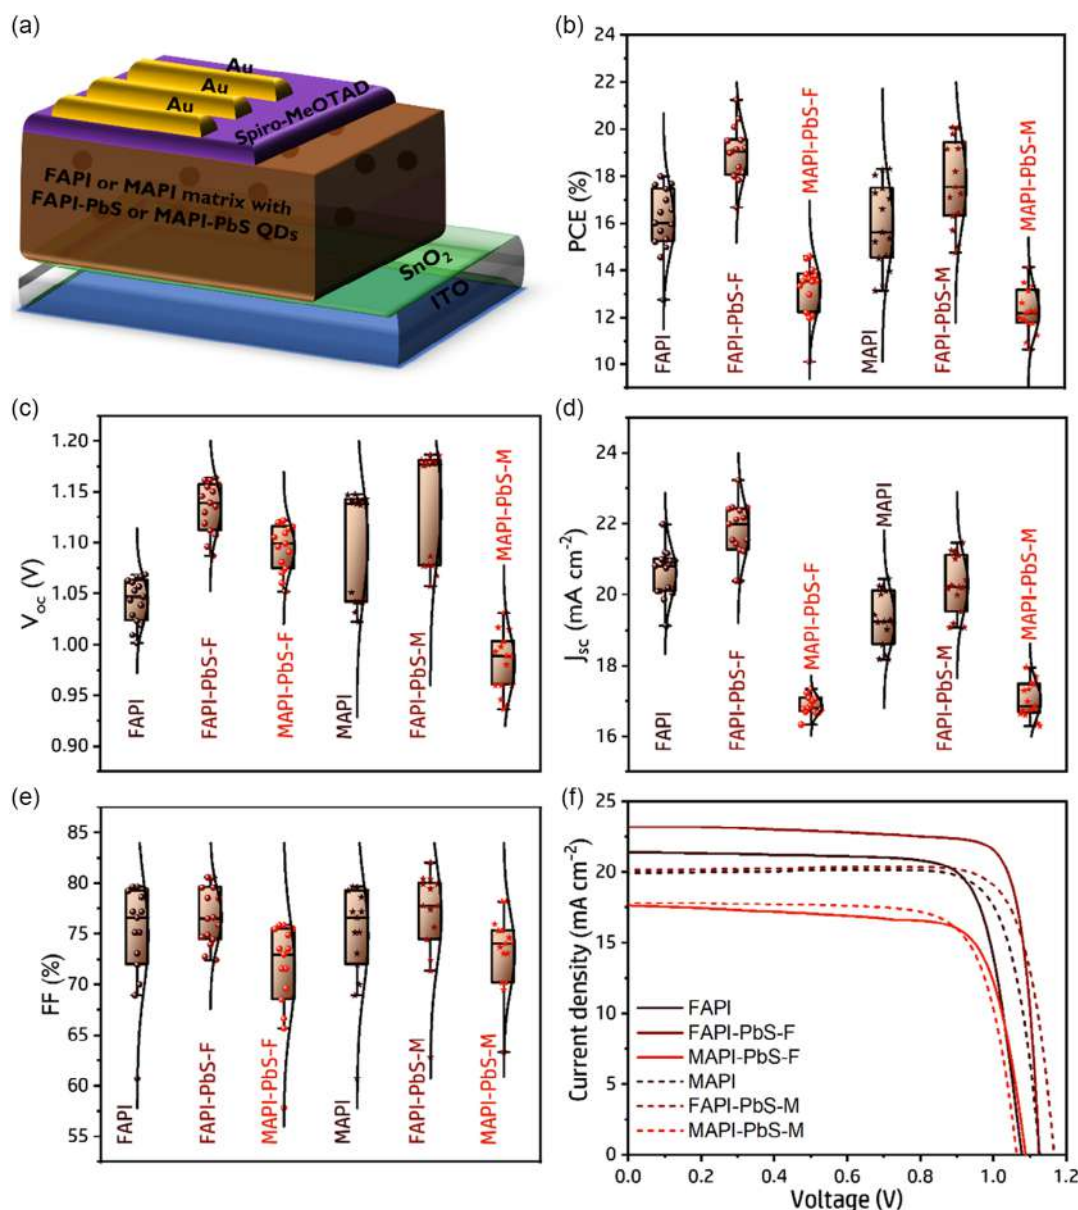 (a)
Au
Au
Au
Spiro-MeOTAD
FAPI or MAPI matrix with
FAPI-PbS or MAPI-PbS QDs
SnO₂
ITO
(b)
24
22
20
18
16
14
12
10
PCE (%)
FAPI
FAPI-PbS-F
MAPI-PbS-F
MAPI
FAPI-PbS-M
MAPI-PbS-M
(c)
1.20
1.15
1.10
1.05
1.00
0.95
0.90
Voc (V)
FAPI
FAPI-PbS-F
MAPI-PbS-F
MAPI
FAPI-PbS-M
MAPI-PbS-M
(d)
24
22
20
18
16
Jsc (mA cm⁻²)
FAPI
FAPI-PbS-F
MAPI-PbS-F
MAPI
FAPI-PbS-M
MAPI-PbS-M
(e)
85
80
75
70
65
60
55
FF (%)
FAPI
FAPI-PbS-F
MAPI-PbS-F
MAPI
FAPI-PbS-M
MAPI-PbS-M
(f)
25
20
15
10
5
0
Current density (mA cm⁻²)
FAPI
FAPI-PbS-F
MAPI-PbS-F
MAPI
FAPI-PbS-M
MAPI-PbS-M
0.0 0.2 0.4 0.6 0.8 1.0 1.2
Voltage (V)